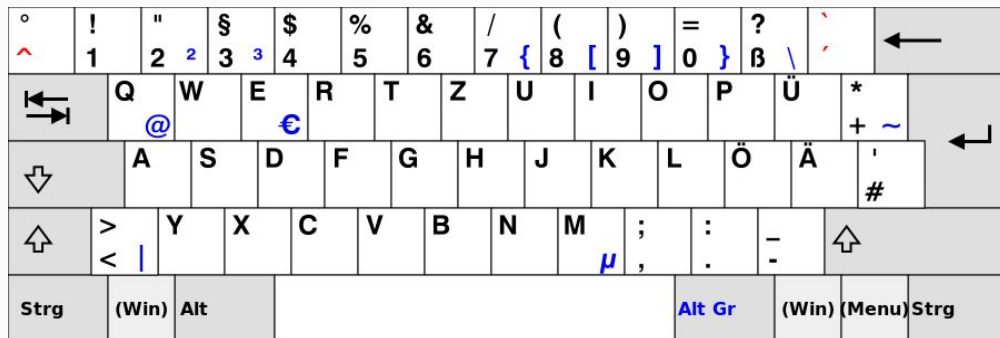 ° ! " § $ % & / ( ) = ? `
^ 1 2 ² 3 ³ 4 5 6 7 { 8 [ 9 ] 0 } ß \ ´
Q W E R T Z U I O P Ü *
@ € + ~
A S D F G H J K L Ö Ä '
#
> Y X C V B N M ; : _
< | µ , . -
Strg (Win) Alt Alt Gr (Win) (Menu) Strg